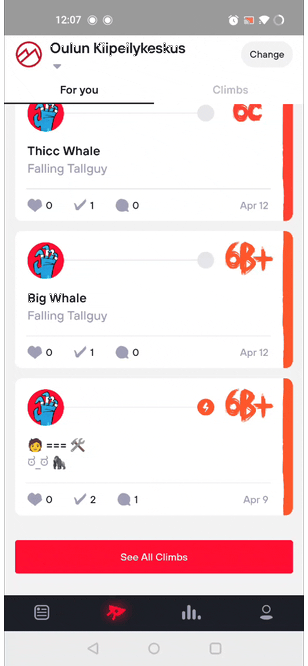 12:07
Oulun Kiipeilykeskus
Change
For you
Climbs
6C
Thicc Whale
Falling Tallguy
0 1 0 Apr 12
6B+
Big Whale
Falling Tallguy
0 1 0 Apr 12
6B+
🧑 === 🛠️
ಠ_ಠ 🦍
0 2 1 Apr 9
See All Climbs